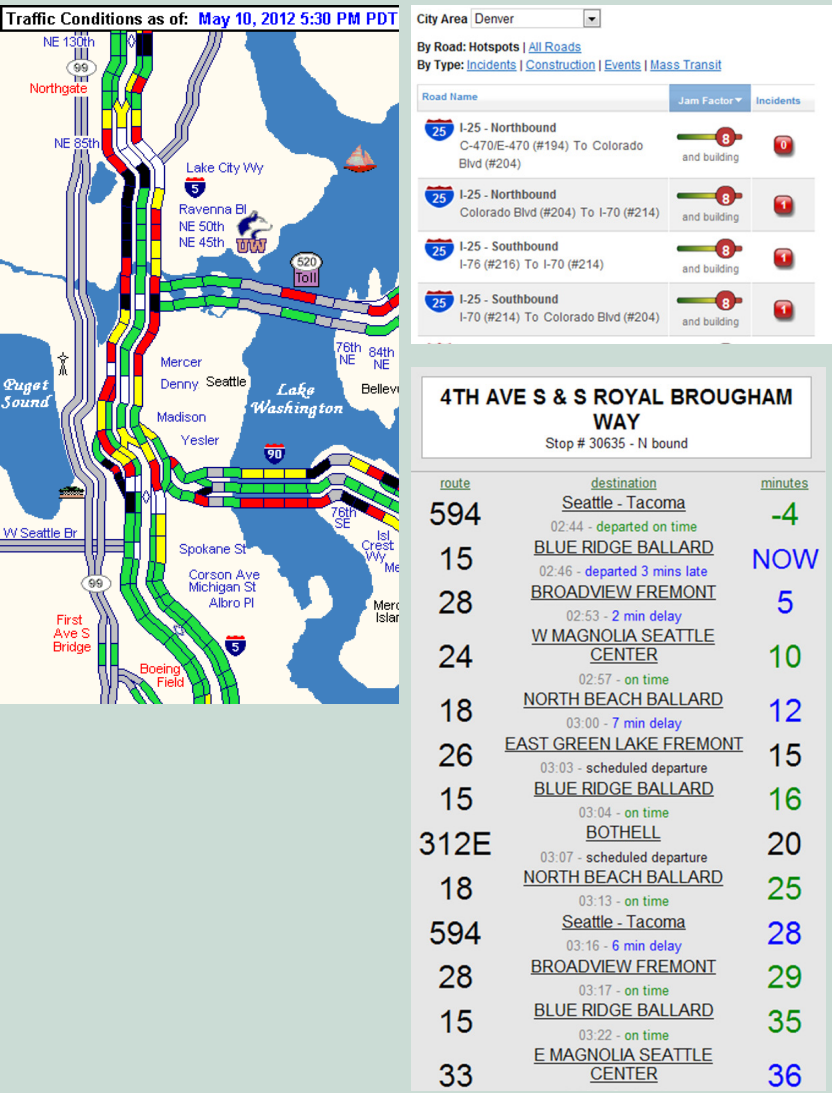 Traffic Conditions as of: May 10, 2012 5:30 PM PDT
NE 130th
99
Northgate
NE 85th
Lake City Wy
5
Ravenna Bl
NE 50th
NE 45th
UW
520
Toll
76th
NE
84th
NE
Mercer
Denny
Seattle
Puget
Sound
Lake
Washington
Madison
Yesler
90
76th
SE
W Seattle Br
Spokane St
99
Corson Ave
Michigan St
Albro Pl
First
Ave S
Bridge
5
Boeing
Field
City Area Denver
By Road: Hotspots | All Roads
By Type: Incidents | Construction | Events | Mass Transit
Road Name Jam Factor Incidents
25 I-25 - Northbound 8 0
C-470/E-470 (#194) To Colorado
Blvd (#204)
and building
25 I-25 - Northbound 8 1
Colorado Blvd (#204) To I-70 (#214)
and building
25 I-25 - Southbound 8 1
I-76 (#216) To I-70 (#214)
and building
25 I-25 - Southbound 8 1
I-70 (#214) To Colorado Blvd (#204)
and building
4TH AVE S & S ROYAL BROUGHAM
WAY
Stop # 30635 - N bound
route destination minutes
594 Seattle - Tacoma -4
02:44 - departed on time
15 BLUE RIDGE BALLARD NOW
02:46 - departed 3 mins late
28 BROADVIEW FREMONT 5
02:53 - 2 min delay
24 W MAGNOLIA SEATTLE
CENTER 10
02:57 - on time
18 NORTH BEACH BALLARD 12
03:00 - 7 min delay
26 EAST GREEN LAKE FREMONT 15
03:03 - scheduled departure
15 BLUE RIDGE BALLARD 16
03:04 - on time
312E BOTHELL 20
03:07 - scheduled departure
18 NORTH BEACH BALLARD 25
03:13 - on time
594 Seattle - Tacoma 28
03:16 - 6 min delay
28 BROADVIEW FREMONT 29
03:17 - on time
15 BLUE RIDGE BALLARD 35
03:22 - on time
33 E MAGNOLIA SEATTLE
CENTER 36